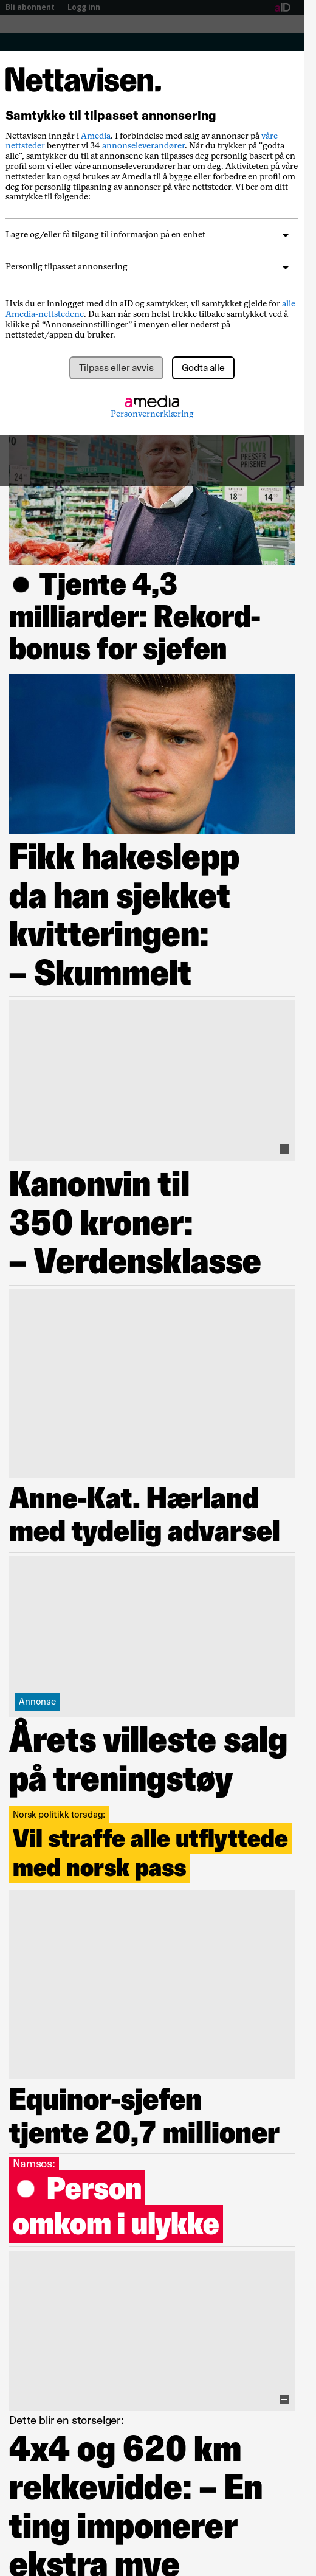 Bli abonnent | Logg inn
aID
Nettavisen.
Samtykke til tilpasset annonsering
Nettavisen inngår i Amedia. I forbindelse med salg av annonser på våre
nettsteder benytter vi 34 annonseleverandører. Når du trykker på "godta
alle", samtykker du til at annonsene kan tilpasses deg personlig basert på en
profil som vi eller våre annonseleverandører har om deg. Aktiviteten på våre
nettsteder kan også brukes av Amedia til å bygge eller forbedre en profil om
deg for personlig tilpasning av annonser på våre nettsteder. Vi ber om ditt
samtykke til følgende:
Lagre og/eller få tilgang til informasjon på en enhet
Personlig tilpasset annonsering
Hvis du er innlogget med din aID og samtykker, vil samtykket gjelde for alle
Amedia-nettstedene. Du kan når som helst trekke tilbake samtykket ved å
klikke på “Annonseinnstillinger” i menyen eller nederst på
nettstedet/appen du bruker.
Tilpass eller avvis
Godta alle
amedia
Personvernerklæring
KIWI
PRESSER
PRISENE!
18
14
● Tjente 4,3
milliarder: Rekord-
bonus for sjefen
Fikk hakeslepp
da han sjekket
kvitteringen:
– Skummelt
Kanonvin til
350 kroner:
– Verdensklasse
Anne-Kat. Hærland
med tydelig advarsel
Annonse
Årets villeste salg
på treningstøy
Norsk politikk torsdag:
Vil straffe alle utflyttede
med norsk pass
Equinor-sjefen
tjente 20,7 millioner
Namsos:
● Person
omkom i ulykke
Dette blir en storselger:
4x4 og 620 km
rekkevidde: – En
ting imponerer
ekstra mye